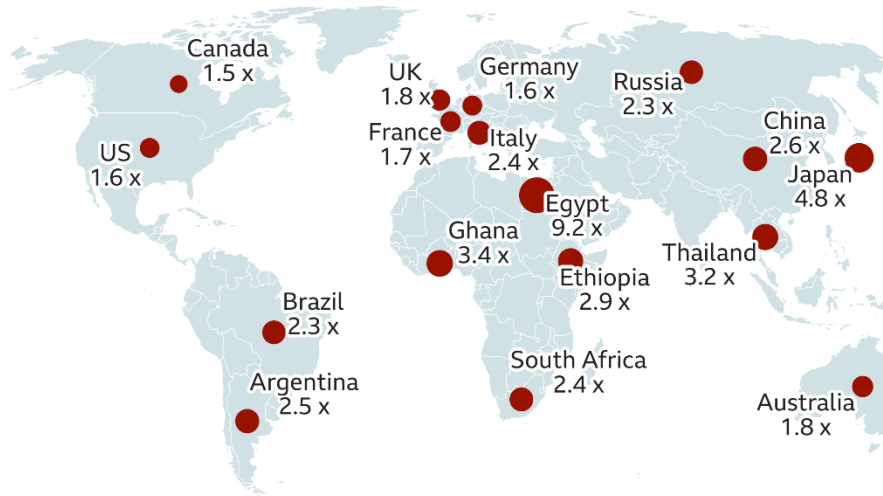 Canada
1.5 x
UK
1.8 x
Germany
1.6 x
Russia
2.3 x
China
2.6 x
France
1.7 x
Italy
2.4 x
US
1.6 x
Japan
4.8 x
Egypt
9.2 x
Ghana
3.4 x
Thailand
3.2 x
Ethiopia
2.9 x
Brazil
2.3 x
South Africa
2.4 x
Argentina
2.5 x
Australia
1.8 x